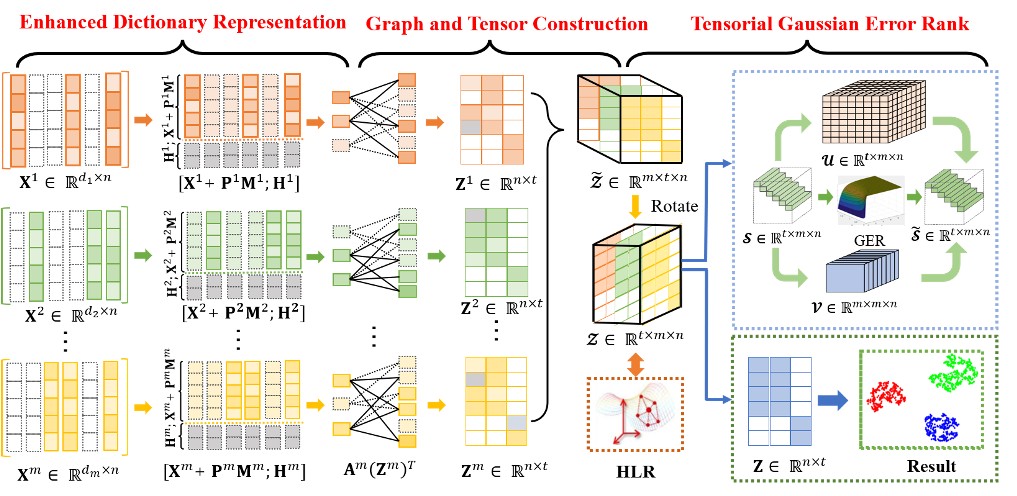 Enhanced Dictionary Representation
Graph and Tensor Construction
Tensorial Gaussian Error Rank
H¹; X¹+ P¹M¹
X¹ ∈ ℝ^{d₁×n}
[X¹+ P¹M¹; H¹]
Z¹ ∈ ℝ^{n×t}
Z̃ ∈ ℝ^{m×t×n}
Rotate
𝓤 ∈ ℝ^{t×m×n}
𝓢 ∈ ℝ^{t×m×n}
GER
S̃ ∈ ℝ^{t×m×n}
𝓥 ∈ ℝ^{m×m×n}
H²; X²+ P²M²
X² ∈ ℝ^{d₂×n}
[X²+ P²M²; H²]
Z² ∈ ℝ^{n×t}
𝓩 ∈ ℝ^{t×m×n}
H^m; X^m+ P^mM^m
X^m ∈ ℝ^{d_m×n}
[X^m+ P^mM^m; H^m]
A^m(Z^m)^T
Z^m ∈ ℝ^{n×t}
HLR
Z ∈ ℝ^{n×t}
Result